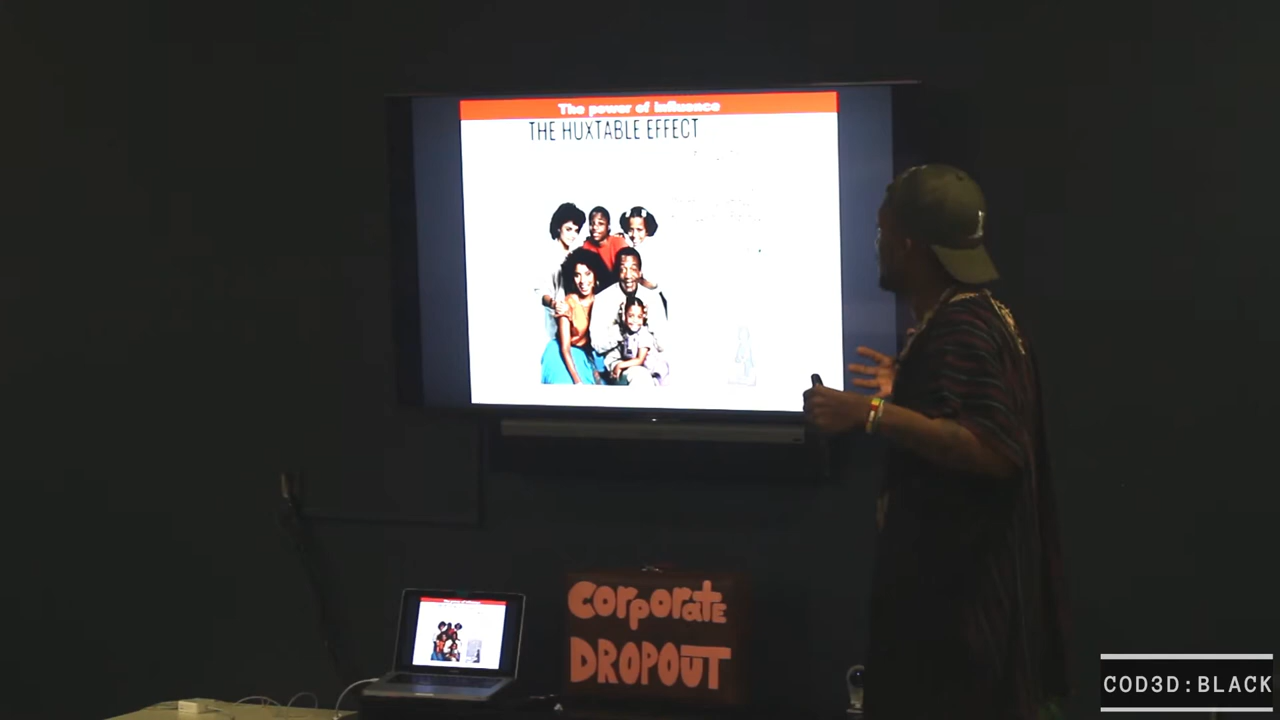 The power of Influence
THE HUXTABLE EFFECT
CorporatE
DROPOUT
COD3D:BLACK